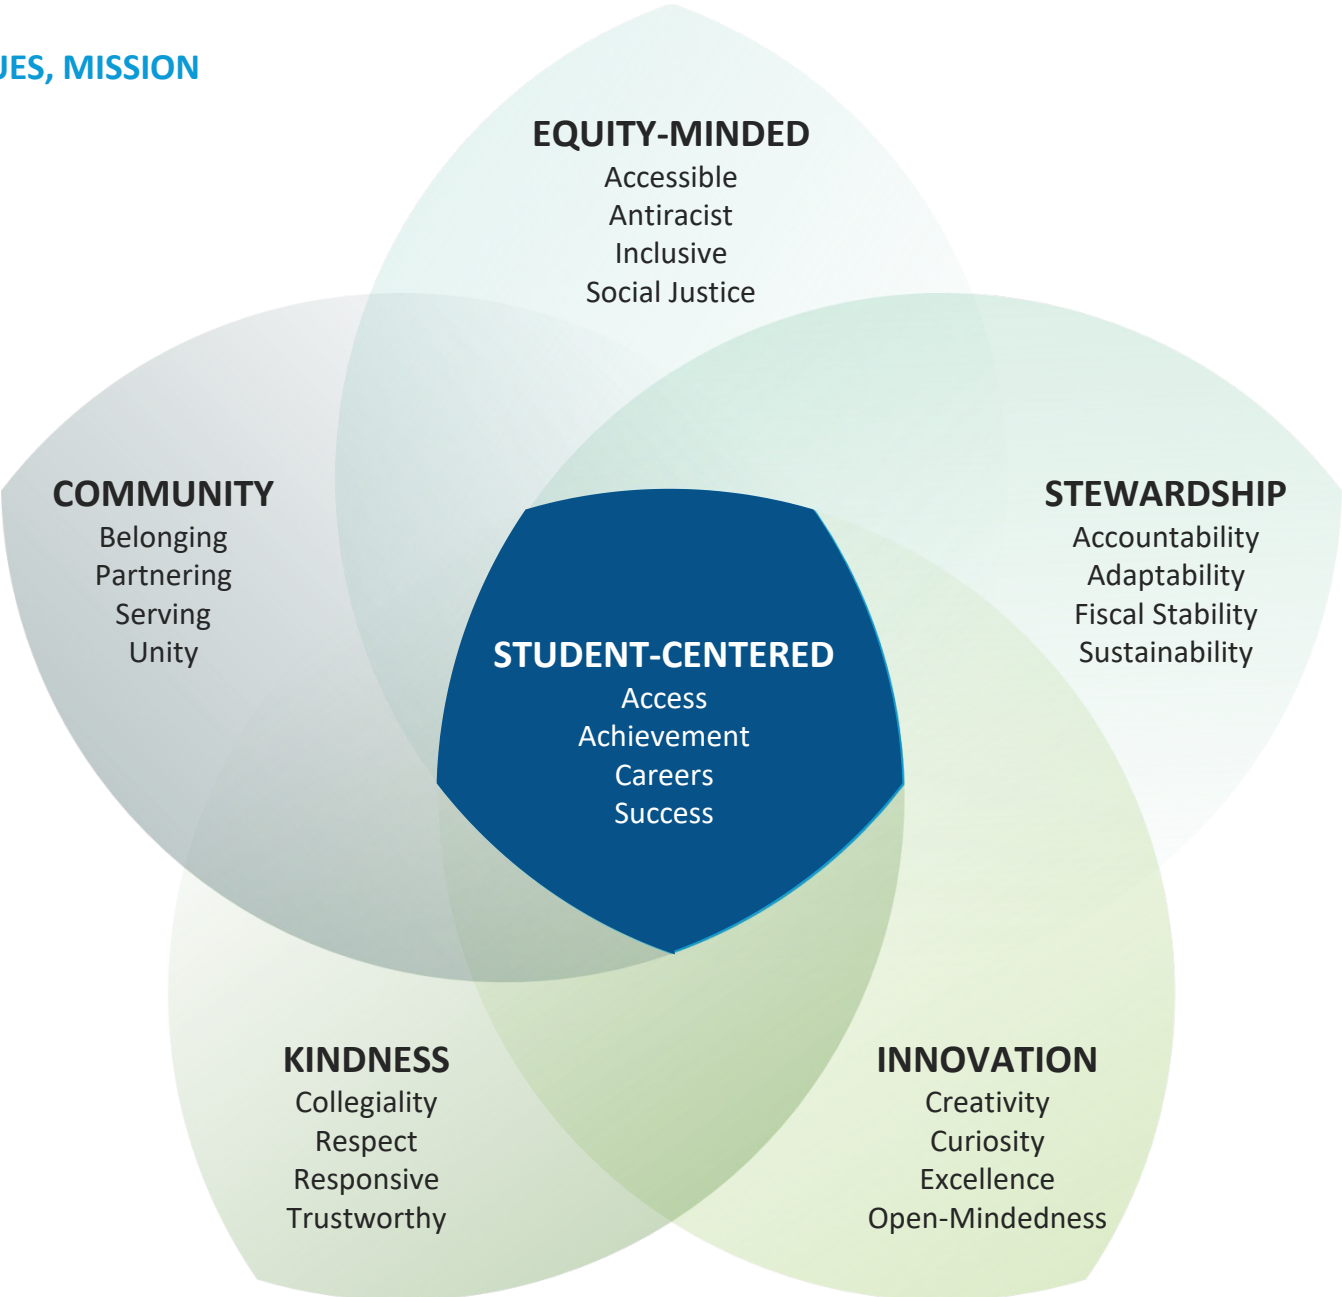 UES, MISSION
EQUITY-MINDED
Accessible
Antiracist
Inclusive
Social Justice
COMMUNITY
Belonging
Partnering
Serving
Unity
STEWARDSHIP
Accountability
Adaptability
Fiscal Stability
Sustainability
STUDENT-CENTERED
Access
Achievement
Careers
Success
KINDNESS
Collegiality
Respect
Responsive
Trustworthy
INNOVATION
Creativity
Curiosity
Excellence
Open-Mindedness